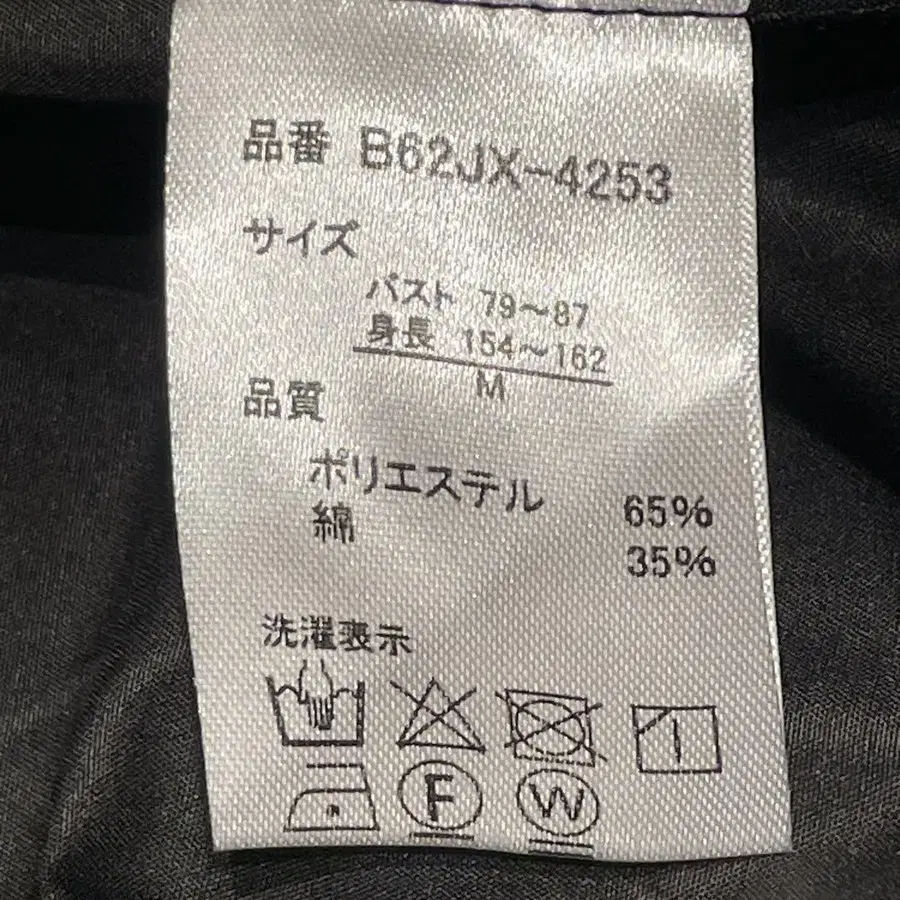 品番 B62JX-4253
サイズ
バスト 79~87
身長 154~162
M
品質
ポリエステル 65%
綿 35%
洗濯表示
F W